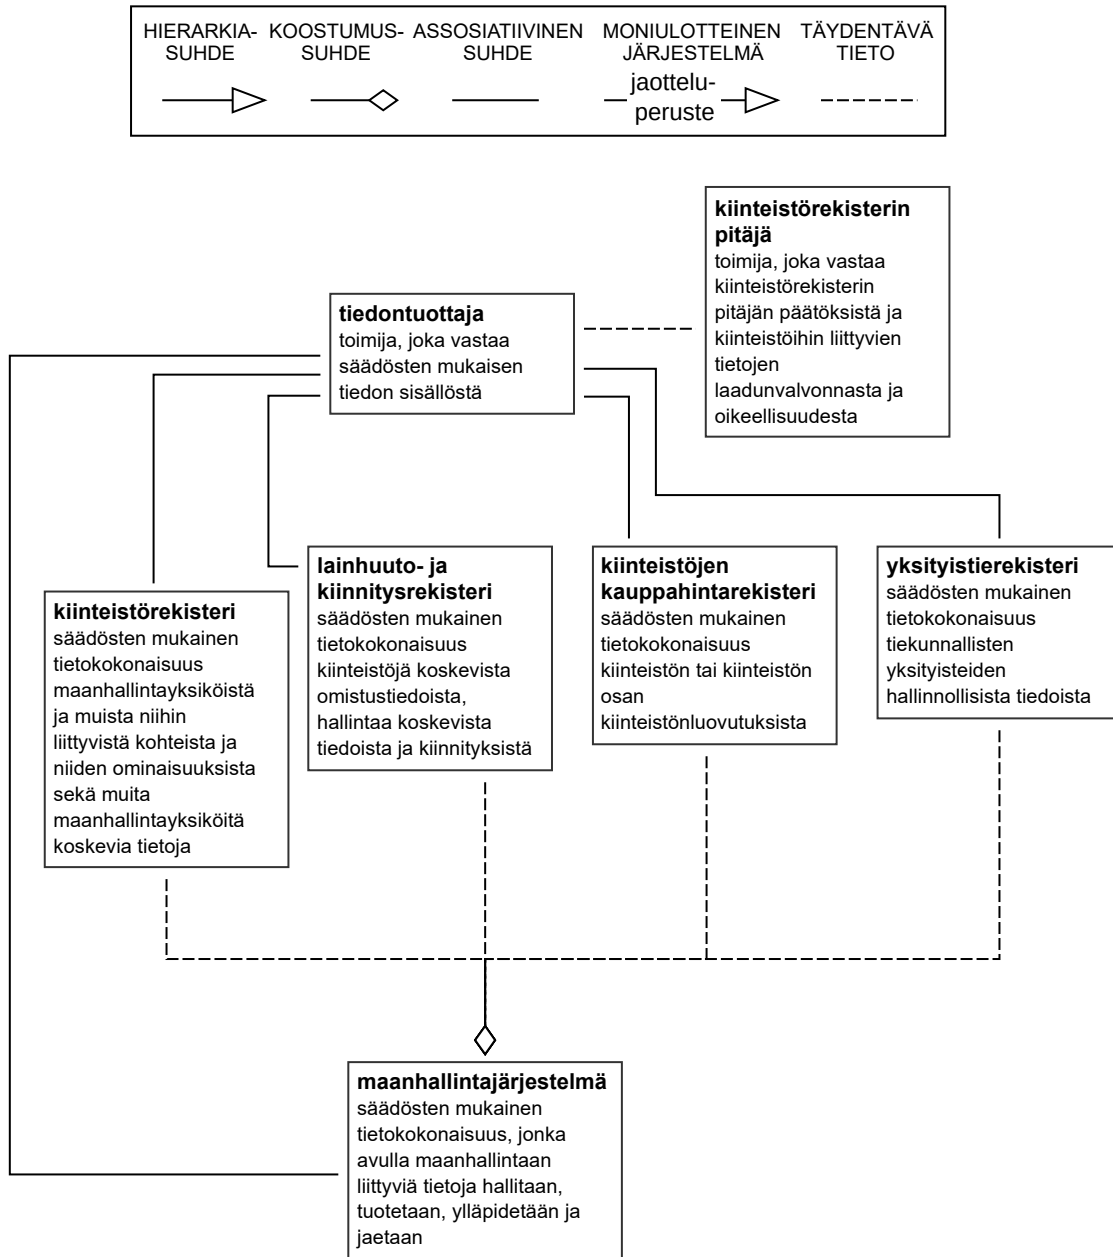 HIERARKIA-
SUHDE
KOOSTUMUS-
SUHDE
ASSOSIATIIVINEN
SUHDE
MONIULOTTEINEN
JÄRJESTELMÄ
jaottelu-
peruste
TÄYDENTÄVÄ
TIETO
kiinteistörekisterin
pitäjä
toimija, joka vastaa
kiinteistörekisterin
pitäjän päätöksistä ja
kiinteistöihin liittyvien
tietojen
laadunvalvonnasta ja
oikeellisuudesta
tiedontuottaja
toimija, joka vastaa
säädösten mukaisen
tiedon sisällöstä
kiinteistörekisteri
säädösten mukainen
tietokokonaisuus
maanhallintayksiköistä
ja muista niihin
liittyvistä kohteista ja
niiden ominaisuuksista
sekä muita
maanhallintayksiköitä
koskevia tietoja
lainhuuto- ja
kiinnitysrekisteri
säädösten mukainen
tietokokonaisuus
kiinteistöjä koskevista
omistustiedoista,
hallintaa koskevista
tiedoista ja kiinnityksistä
kiinteistöjen
kauppahintarekisteri
säädösten mukainen
tietokokonaisuus
kiinteistön tai kiinteistön
osan
kiinteistönluovutuksista
yksityistierekisteri
säädösten mukainen
tietokokonaisuus
tiekunnallisten
yksityisteiden
hallinnollisista tiedoista
maanhallintajärjestelmä
säädösten mukainen
tietokokonaisuus, jonka
avulla maanhallintaan
liittyviä tietoja hallitaan,
tuotetaan, ylläpidetään ja
jaetaan